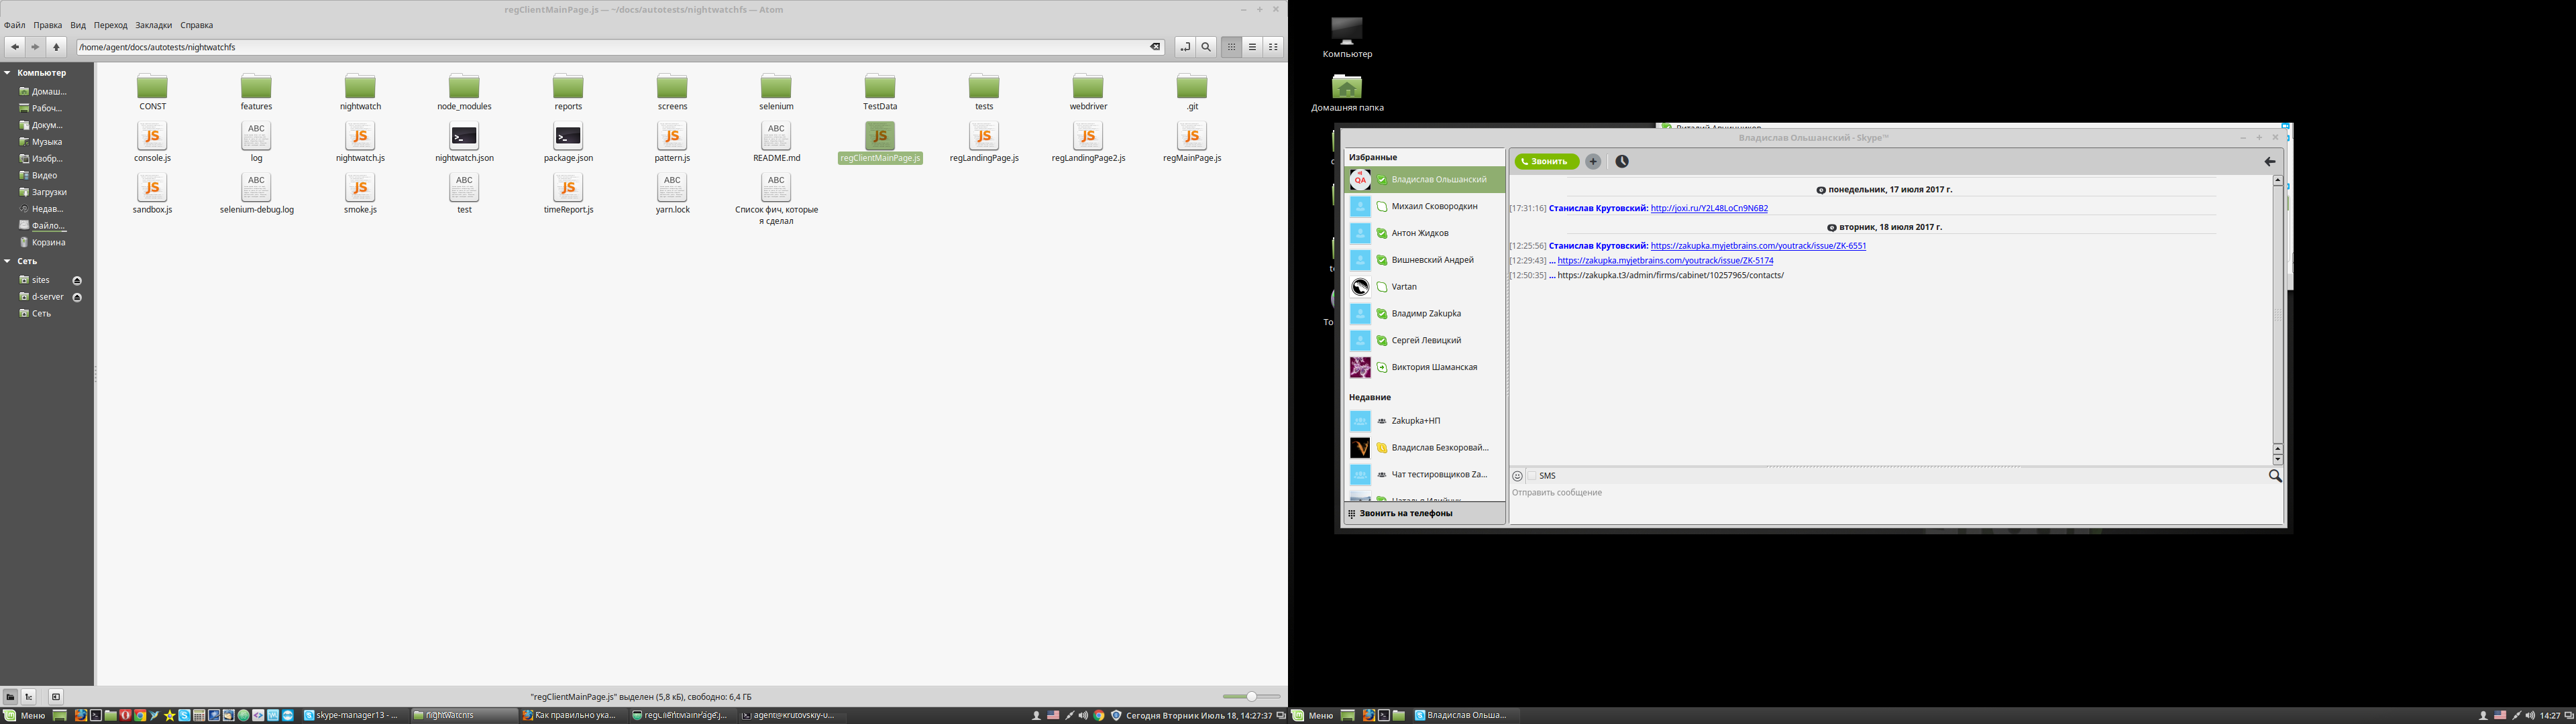 regClientMainPage.js — ~/docs/autotests/nightwatchfs — Atom
Файл Правка Вид Переход Закладки Справка
/home/agent/docs/autotests/nightwatchfs
Компьютер
Домаш...
Рабоч...
Докум...
Музыка
Изобр...
Видео
Загрузки
Недав...
Файло...
Корзина
Сеть
sites
d-server
Сеть
CONST features nightwatch node_modules reports screens selenium TestData tests webdriver .git
console.js log nightwatch.js nightwatch.json package.json pattern.js README.md regClientMainPage.js regLandingPage.js regLandingPage2.js regMainPage.js
sandbox.js selenium-debug.log smoke.js test timeReport.js yarn.lock Список фич, которые
я сделал
"regClientMainPage.js" выделен (5,8 кБ), свободно: 6,4 ГБ
Меню skype-manager13 - ... Как правильно ука... Сегодня Вторник Июль 18, 14:27:37
Компьютер
Домашняя папка
Владислав Ольшанский - Skype™
Избранные
Владислав Ольшанский
Михаил Сковородкин
Антон Жидков
Вишневский Андрей
Vartan
Владимр Zakupka
Сергей Левицкий
Виктория Шаманская
Недавние
Zakupka+НП
Владислав Безкоровай...
Чат тестировщиков Za...
Звонить на телефоны
Звонить
понедельник, 17 июля 2017 г.
[17:31:16] Станислав Крутовский: http://joxi.ru/Y2L48LoCn9N6B2
вторник, 18 июля 2017 г.
[12:25:56] Станислав Крутовский: https://zakupka.myjetbrains.com/youtrack/issue/ZK-6551
[12:29:43] ... https://zakupka.myjetbrains.com/youtrack/issue/ZK-5174
[12:50:35] ... https://zakupka.t3/admin/firms/cabinet/10257965/contacts/
SMS
Отправить сообщение
Меню Владислав Ольша... 14:27